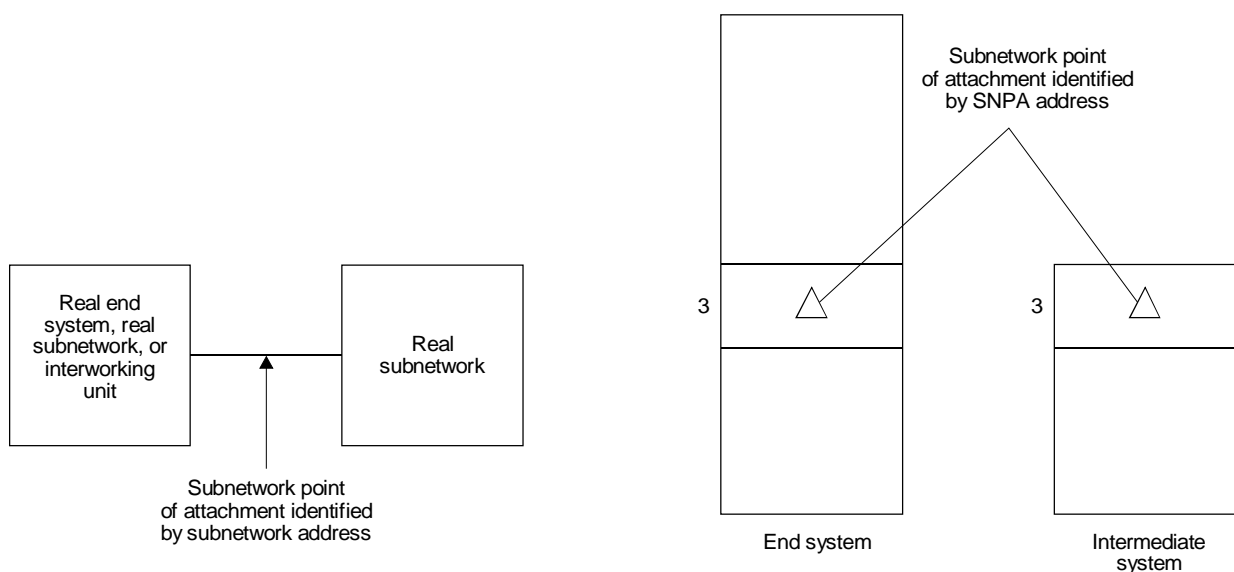 Real end
system, real
subnetwork, or
interworking
unit
Real
subnetwork
Subnetwork point
of attachment identified
by subnetwork address
Subnetwork point
of attachment identified
by SNPA address
3
3
End system
Intermediate
system